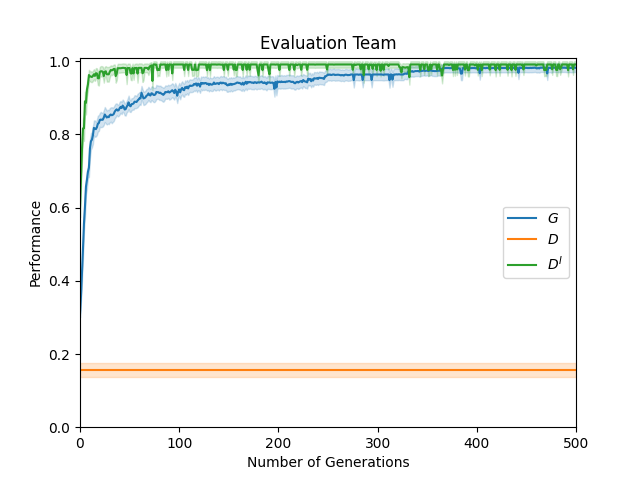 Evaluation Team
Performance
1.0
0.8
0.6
0.4
0.2
0.0
0 100 200 300 400 500
Number of Generations
G
D
D^I